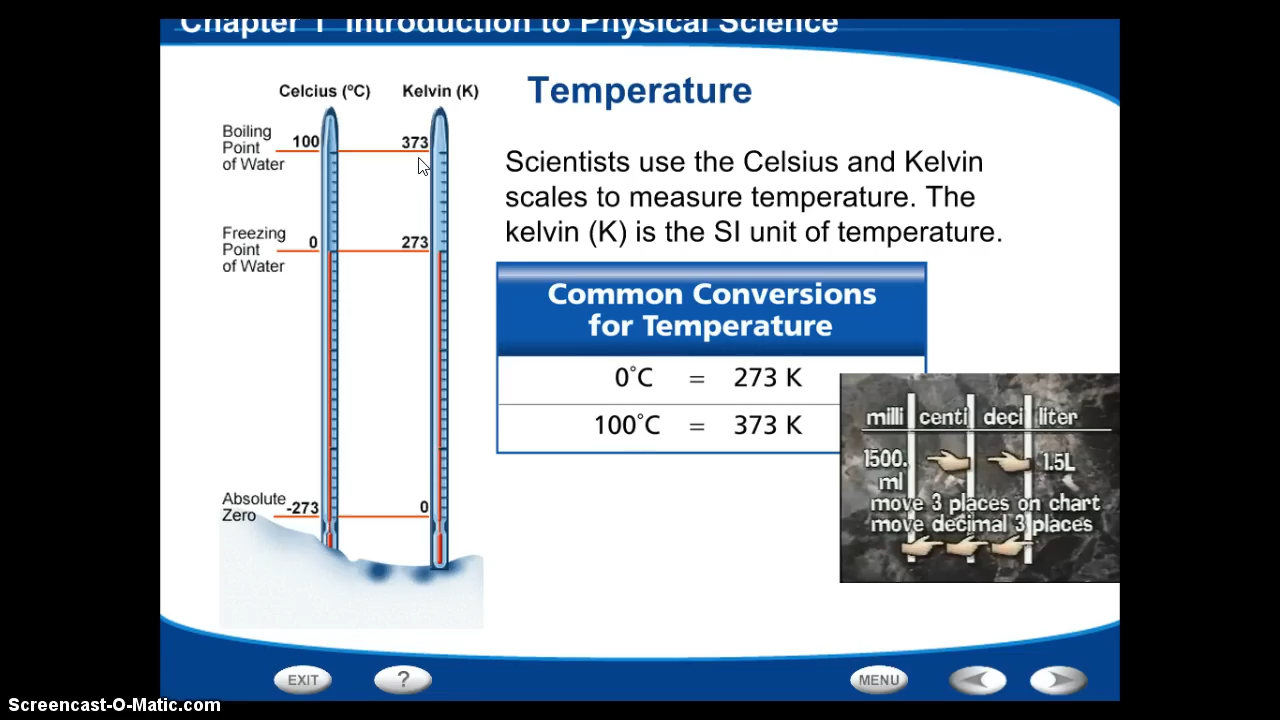 Chapter 1 Introduction to Physical Science
Celcius (ºC) Kelvin (K)
Temperature
Boiling
Point
of Water
100 373
Freezing
Point
of Water
0 273
Absolute
Zero
-273 0
Scientists use the Celsius and Kelvin
scales to measure temperature. The
kelvin (K) is the SI unit of temperature.
Common Conversions
for Temperature
0°C = 273 K
100°C = 373 K
milli centi deci liter
1500. 1.5L
ml
move 3 places on chart
move decimal 3 places
EXIT ? MENU
Screencast-O-Matic.com